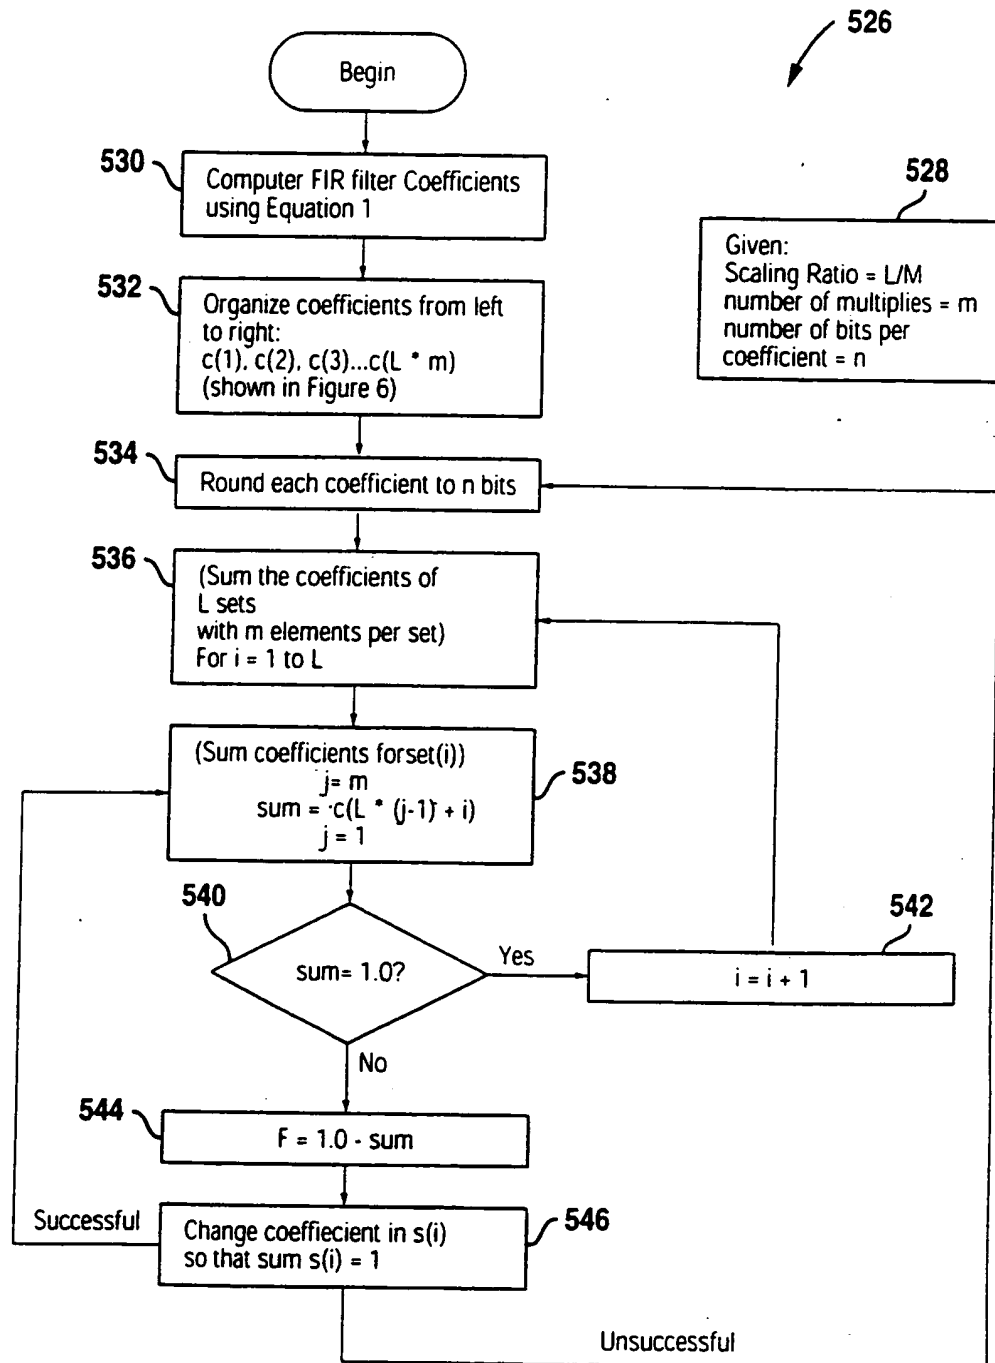 526
Begin
530
Computer FIR filter Coefficients
using Equation 1
528
Given:
Scaling Ratio = L/M
number of multiplies = m
number of bits per
coefficient = n
532
Organize coefficients from left
to right:
c(1), c(2), c(3)...c(L * m)
(shown in Figure 6)
534
Round each coefficient to n bits
536
(Sum the coefficients of
L sets
with m elements per set)
For i = 1 to L
(Sum coefficients forset(i))
j= m
sum = c(L * (j-1) + i)
j = 1
538
540
sum= 1.0?
Yes
542
i = i + 1
No
544
F = 1.0 - sum
Successful
Change coeffiecient in s(i)
so that sum s(i) = 1
546
Unsuccessful